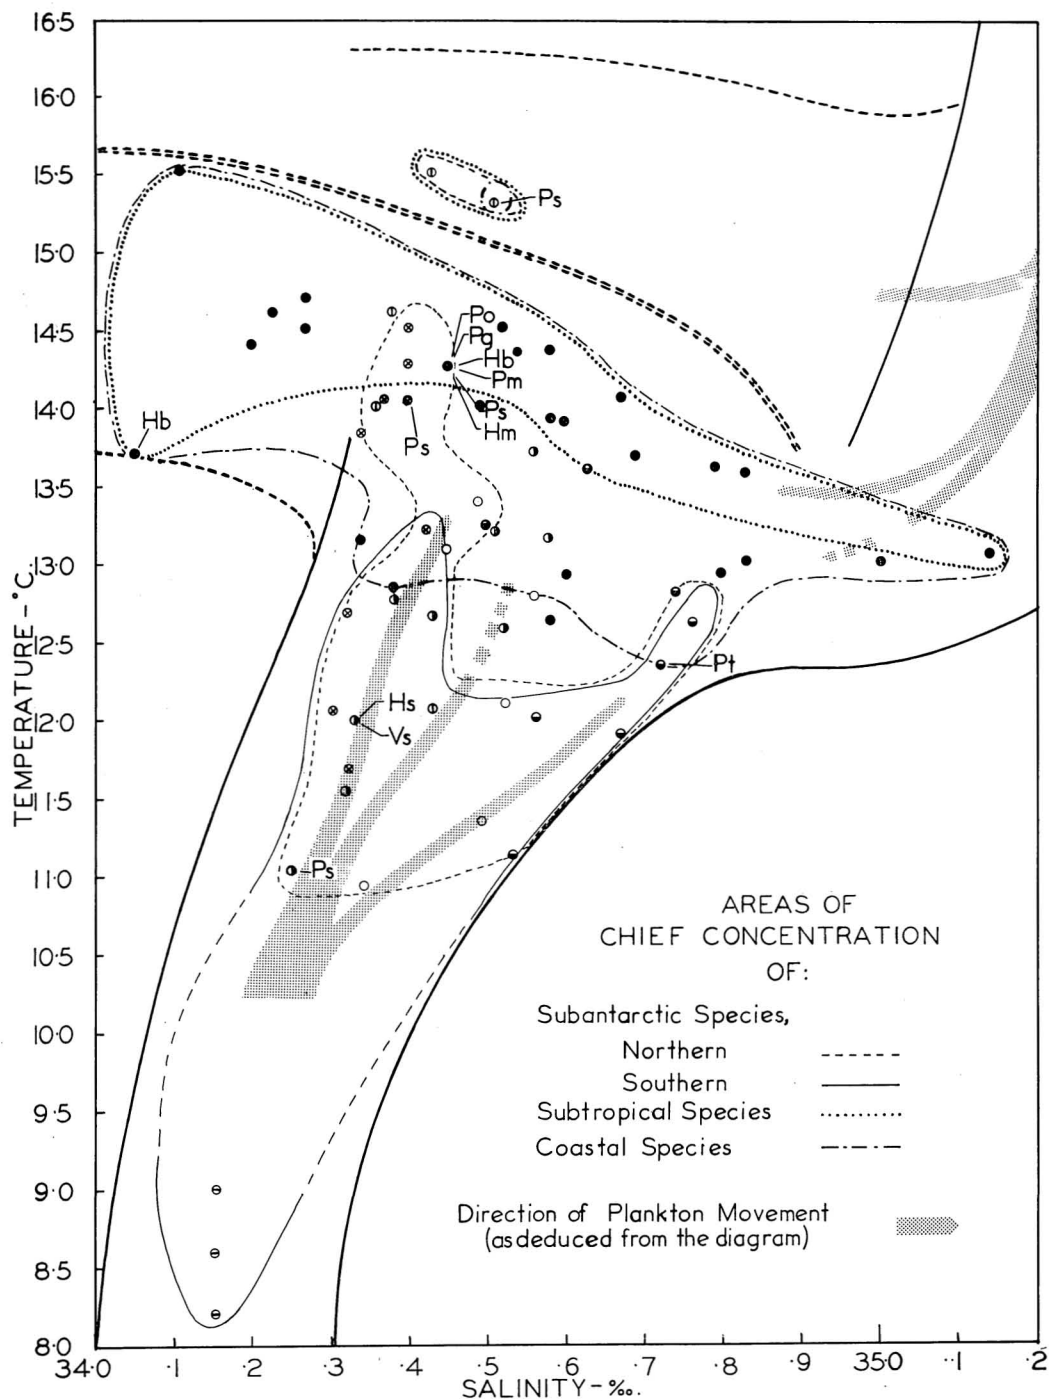 16·5
16·0
15·5
Ps
15·0
14·5
Po
Pg
Hb
Pm
14·0
Ps
Hm
Ps
Hb
13·5
13·0
TEMPERATURE - °C.
12·5
Pt
Hs
12·0
Vs
11·5
Ps
11·0
AREAS OF
CHIEF CONCENTRATION
OF:
10·5
Subantarctic Species,
10·0
Northern
Southern
9·5
Subtropical Species
Coastal Species
9·0
Direction of Plankton Movement
(as deduced from the diagram)
8·5
8·0
34·0 ·1 ·2 ·3 ·4 ·5 ·6 ·7 ·8 ·9 35·0 ·1 ·2
SALINITY - ‰.